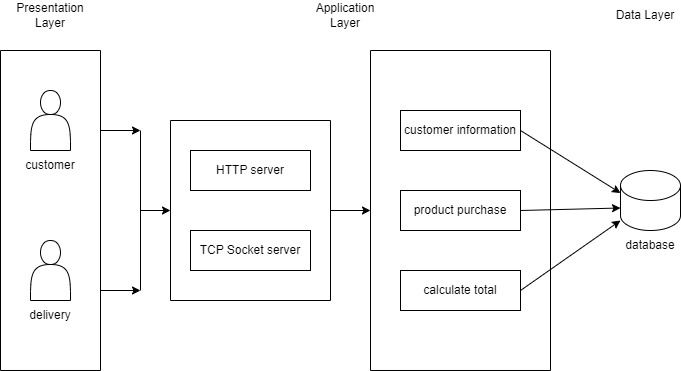 Presentation
Layer
Application
Layer
Data Layer
customer
delivery
HTTP server
TCP Socket server
customer information
product purchase
calculate total
database